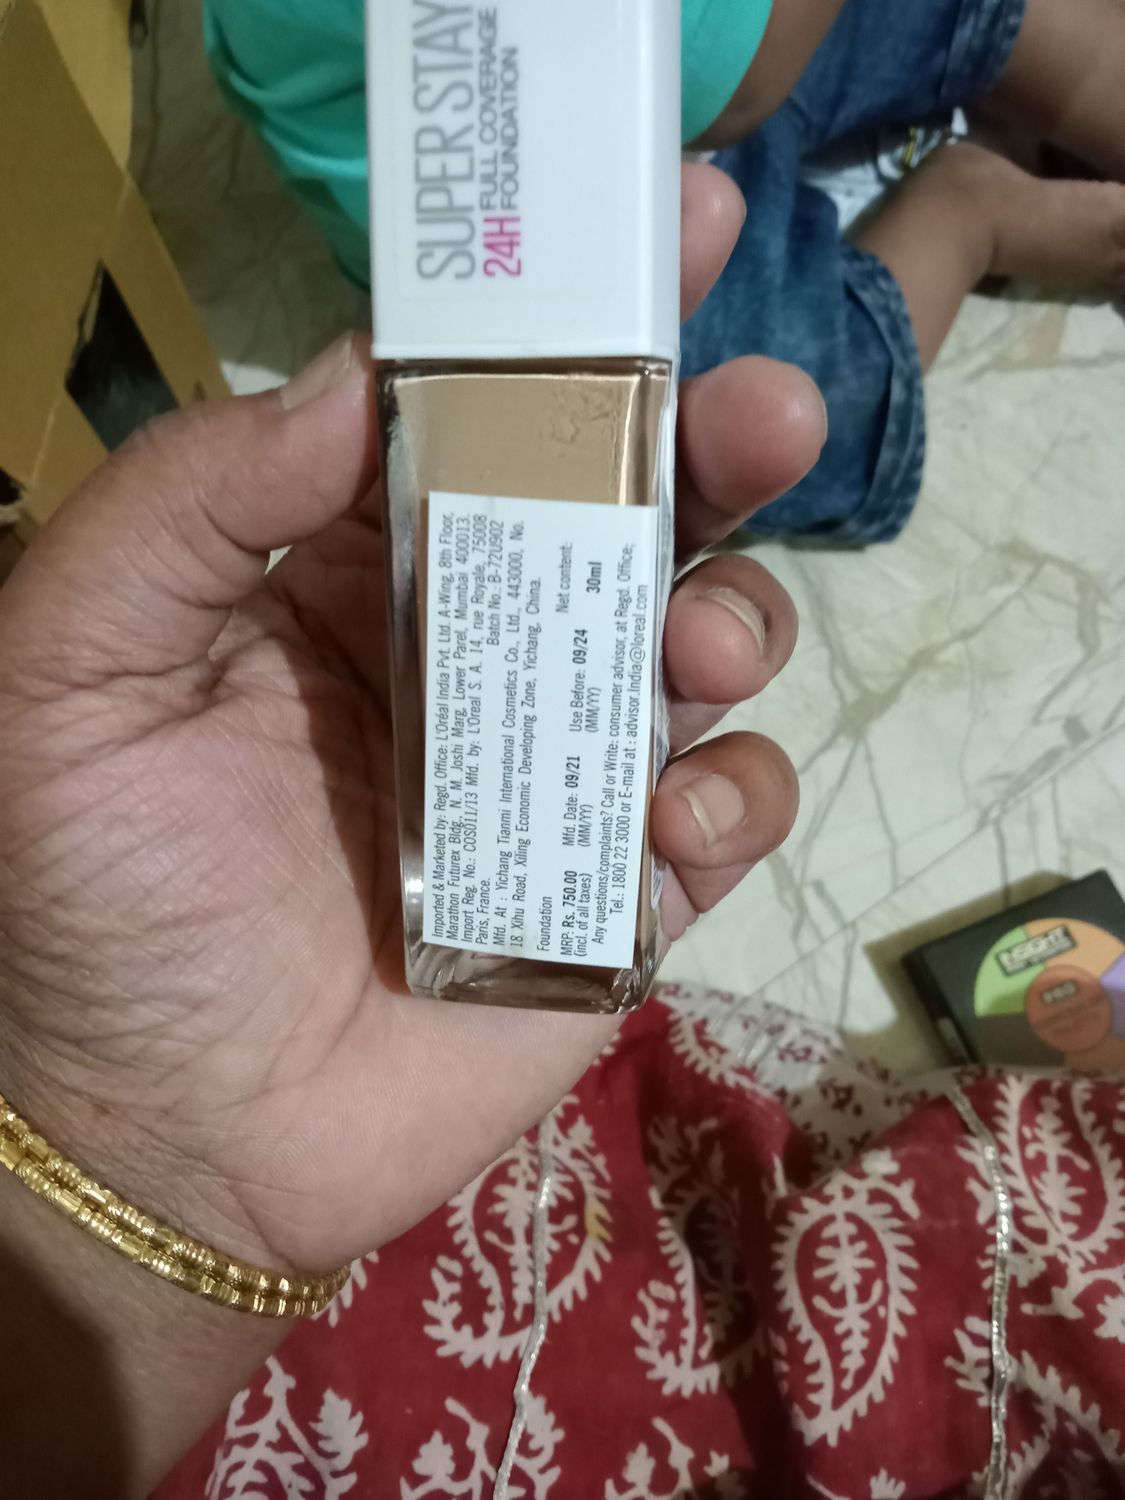 SUPER STAY
24H FULL COVERAGE
FOUNDATION
Imported & Marketed by: Regd. Office: L'Oréal India Pvt. Ltd. A-Wing, 8th Floor,
Marathon Futurex Bldg., N. M. Joshi Marg, Lower Parel, Mumbai 400013.
Import Reg. No.: COS011/13 Mfd. by: L'Oreal S. A. 14, rue Royale, 75008
Paris, France. Batch No.: B-72U902
Mfd. At : Yichang Tianmi International Cosmetics Co., Ltd., 443000, No.
18 Xihu Road, Xiling Economic Developing Zone, Yichang, China.
Foundation Net content:
MRP: Rs. 750.00 Mfd. Date: 09/21 Use Before: 09/24 30ml
(incl. of all taxes) (MM/YY) (MM/YY)
Any questions/complaints? Call or Write: consumer advisor, at Regd. Office;
Tel.: 1800 22 3000 or E-mail at : advisor.India@loreal.com
INSIGHT